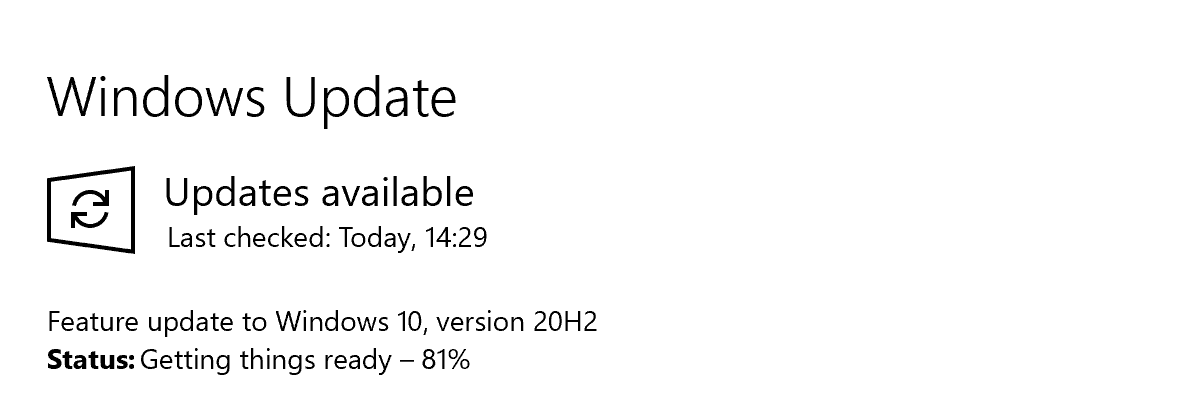 Windows Update
Updates available
Last checked: Today, 14:29
Feature update to Windows 10, version 20H2
Status: Getting things ready – 81%